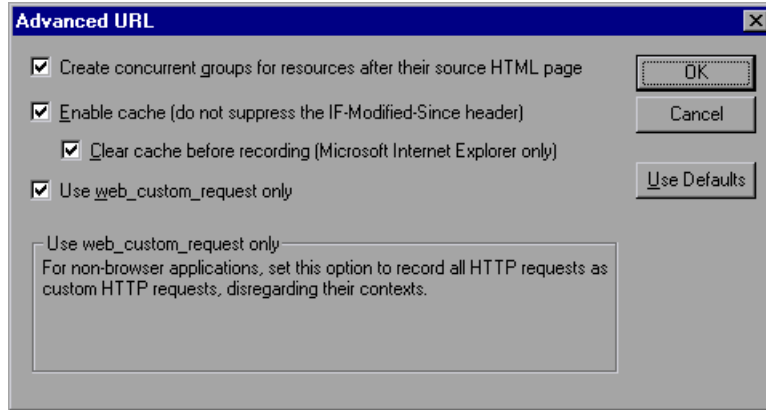 Advanced URL
Create concurrent groups for resources after their source HTML page
OK
Enable cache (do not suppress the IF-Modified-Since header)
Cancel
Clear cache before recording (Microsoft Internet Explorer only)
Use Defaults
Use web_custom_request only
Use web_custom_request only
For non-browser applications, set this option to record all HTTP requests as
custom HTTP requests, disregarding their contexts.